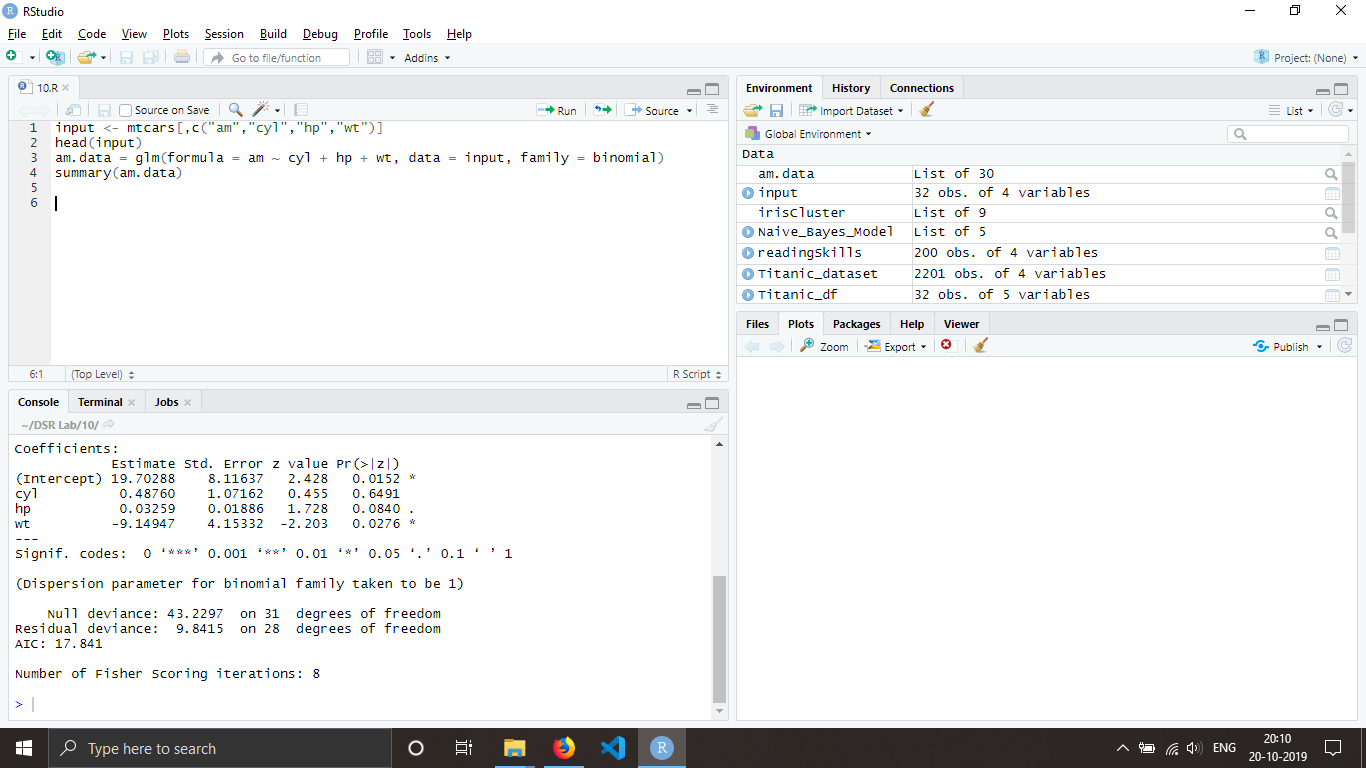 RStudio
File Edit Code View Plots Session Build Debug Profile Tools Help
Go to file/function Addins Project: (None)
10.R
Source on Save Run Source
1 input <- mtcars[,c("am","cyl","hp","wt")]
2 head(input)
3 am.data = glm(formula = am ~ cyl + hp + wt, data = input, family = binomial)
4 summary(am.data)
5
6
6:1 (Top Level) R Script
Console Terminal Jobs
~/DSR Lab/10/
Coefficients:
Estimate Std. Error z value Pr(>|z|)
(Intercept) 19.70288 8.11637 2.428 0.0152 *
cyl 0.48760 1.07162 0.455 0.6491
hp 0.03259 0.01886 1.728 0.0840 .
wt -9.14947 4.15332 -2.203 0.0276 *
---
Signif. codes: 0 ‘***’ 0.001 ‘**’ 0.01 ‘*’ 0.05 ‘.’ 0.1 ‘ ’ 1
(Dispersion parameter for binomial family taken to be 1)
Null deviance: 43.2297 on 31 degrees of freedom
Residual deviance: 9.8415 on 28 degrees of freedom
AIC: 17.841
Number of Fisher Scoring iterations: 8
>
Environment History Connections
Import Dataset List
Global Environment
Data
am.data List of 30
input 32 obs. of 4 variables
irisCluster List of 9
Naive_Bayes_Model List of 5
readingSkills 200 obs. of 4 variables
Titanic_dataset 2201 obs. of 4 variables
Titanic_df 32 obs. of 5 variables
Files Plots Packages Help Viewer
Zoom Export Publish
Type here to search
R
ENG
20:10
20-10-2019